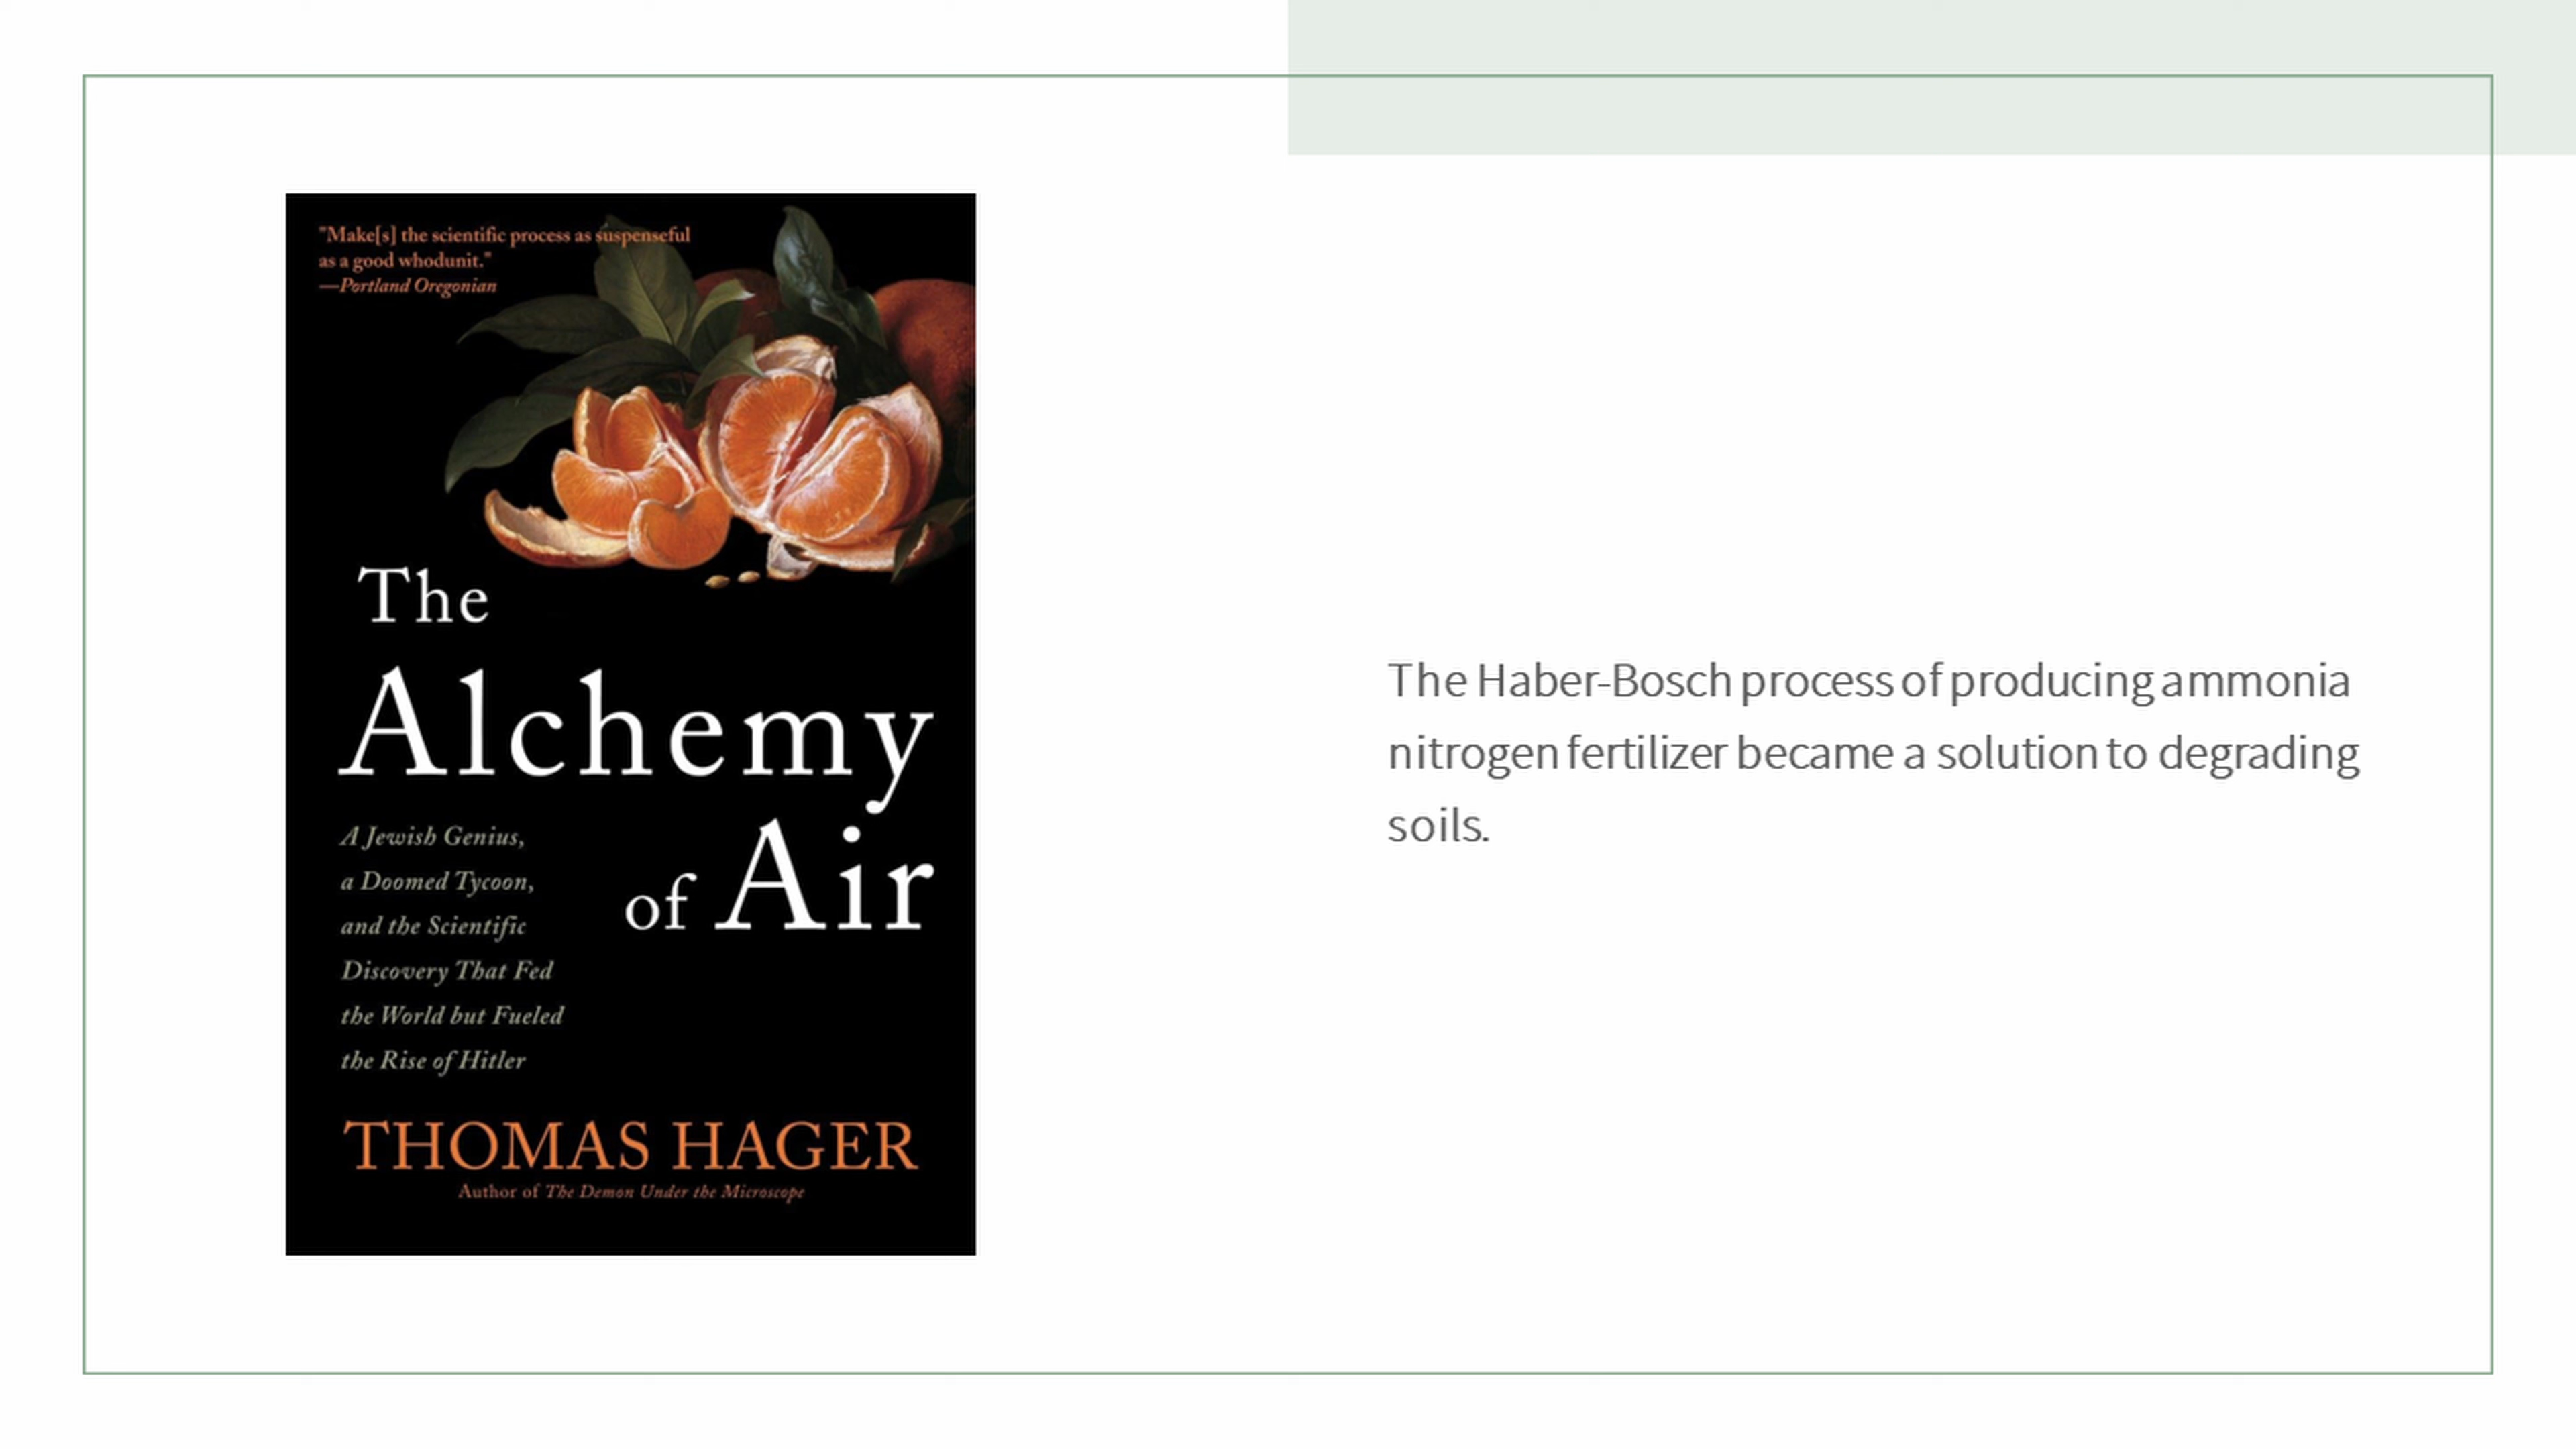 "Make[s] the scientific process as suspenseful
as a good whodunit."
—Portland Oregonian
The
Alchemy
of Air
A Jewish Genius,
a Doomed Tycoon,
and the Scientific
Discovery That Fed
the World but Fueled
the Rise of Hitler
THOMAS HAGER
Author of The Demon Under the Microscope
The Haber-Bosch process of producing ammonia
nitrogen fertilizer became a solution to degrading
soils.